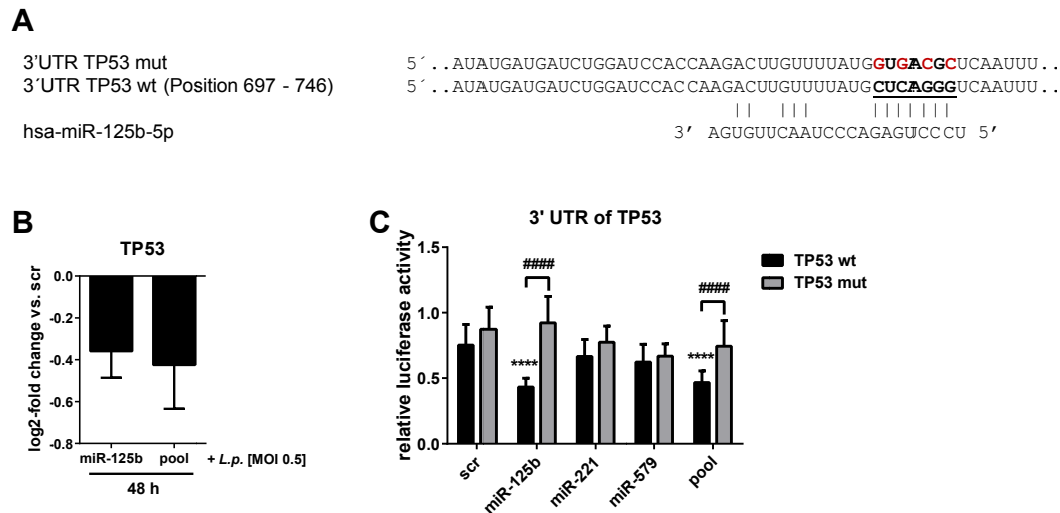 A
3'UTR TP53 mut 5´..AUAUGAUGAUCUGGAUCCACCAAGACUUGUUUUAUGGUGACGCUCAAUUU..
3´UTR TP53 wt (Position 697 - 746) 5´..AUAUGAUGAUCUGGAUCCACCAAGACUUGUUUUAUGCUCAGGGUCAAUUU..
|| ||| |||||||
hsa-miR-125b-5p 3′ AGUGUUCAAUCCCAGAGUCCCU 5′
B
TP53
log2-fold change vs. scr
0.0
-0.2
-0.4
-0.6
-0.8
miR-125b pool + L.p. [MOI 0.5]
48 h
C
3' UTR of TP53
relative luciferase activity
1.5
1.0
0.5
0.0
####
####
****
****
TP53 wt
TP53 mut
scr
miR-125b
miR-221
miR-579
pool